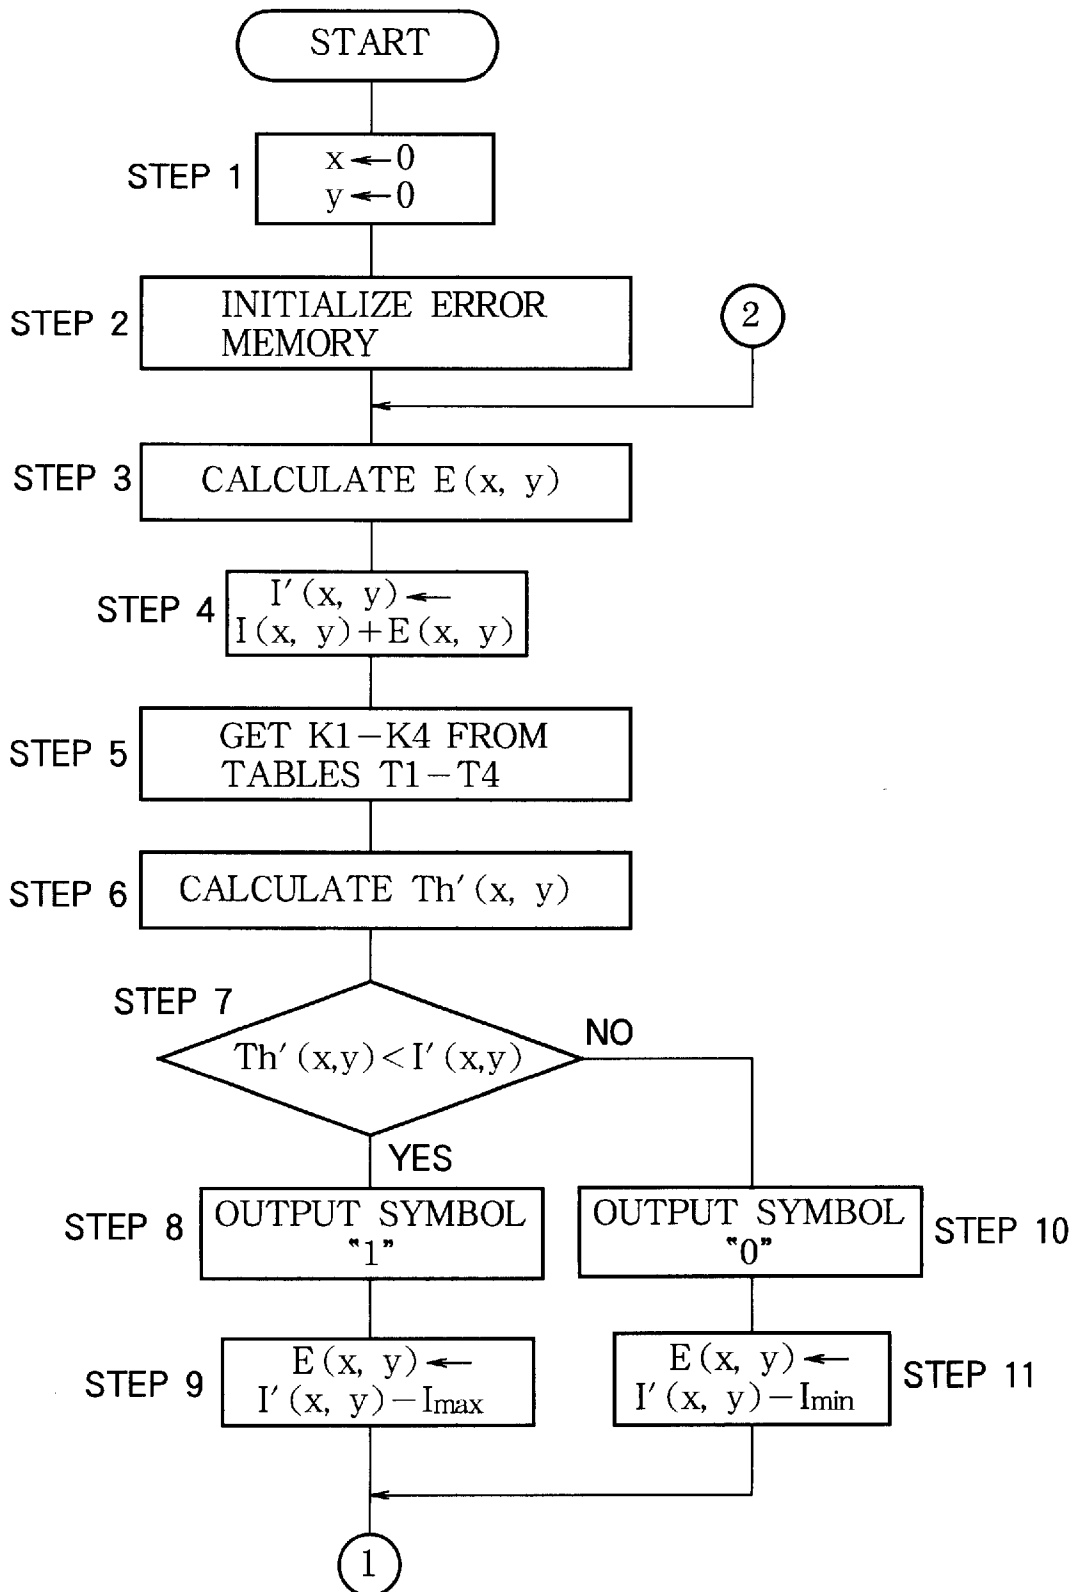 START
STEP 1
x←0
y←0
STEP 2
INITIALIZE ERROR
MEMORY
2
STEP 3
CALCULATE E(x, y)
STEP 4
I′(x, y)←
I(x, y)+E(x, y)
STEP 5
GET K1−K4 FROM
TABLES T1−T4
STEP 6
CALCULATE Th′(x, y)
STEP 7
Th′(x,y)<I′(x,y)
NO
YES
STEP 8
OUTPUT SYMBOL
"1"
OUTPUT SYMBOL
"0"
STEP 10
STEP 9
E(x, y)←
I′(x, y)−Imax
E(x, y)←
I′(x, y)−Imin
STEP 11
1